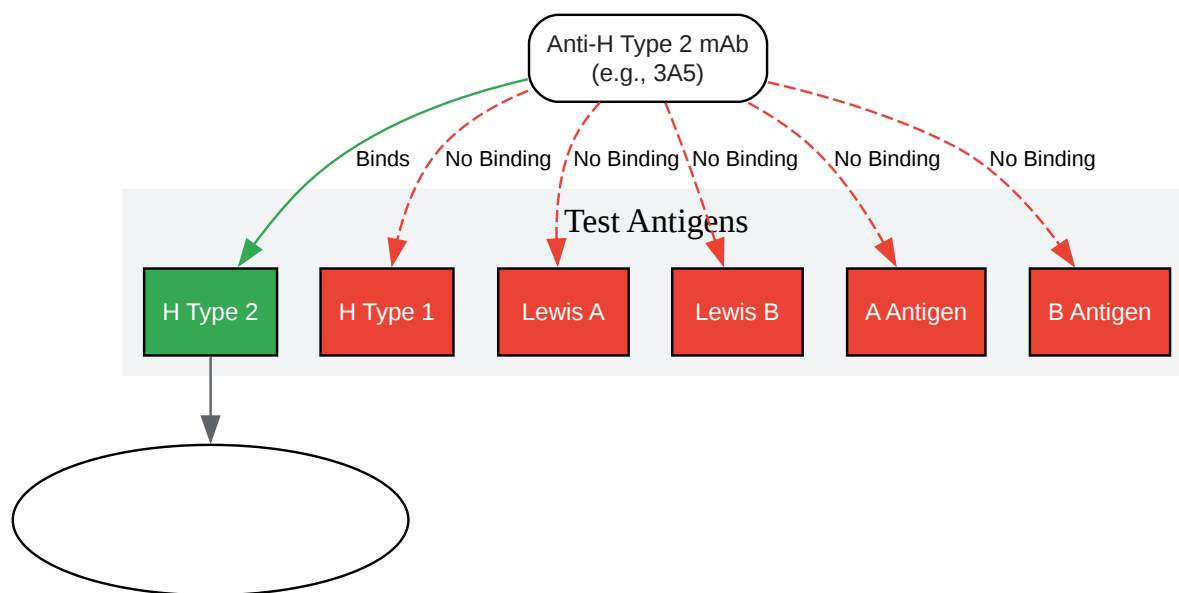 Anti-H Type 2 mAb
(e.g., 3A5)
Binds
No Binding
No Binding
No Binding
No Binding
No Binding
Test Antigens
H Type 2
H Type 1
Lewis A
Lewis B
A Antigen
B Antigen